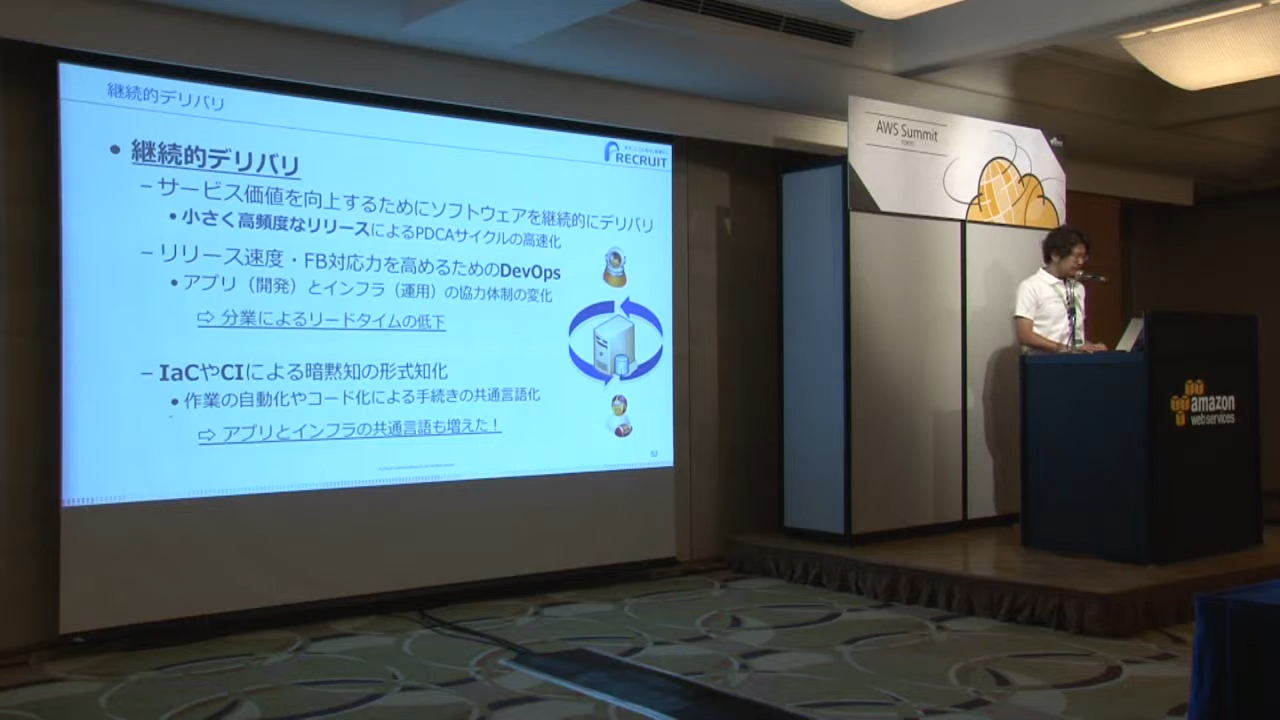 継続的デリバリ
RECRUIT
• 継続的デリバリ
– サービス価値を向上するためにソフトウェアを継続的にデリバリ
• 小さく高頻度なリリースによるPDCAサイクルの高速化
– リリース速度・FB対応力を高めるためのDevOps
• アプリ（開発）とインフラ（運用）の協力体制の変化
⇨ 分業によるリードタイムの低下
– IaCやCIによる暗黙知の形式知化
• 作業の自動化やコード化による手続きの共通言語化
⇨ アプリとインフラの共通言語も増えた！
52
AWS Summit
TOKYO
amazon
web services